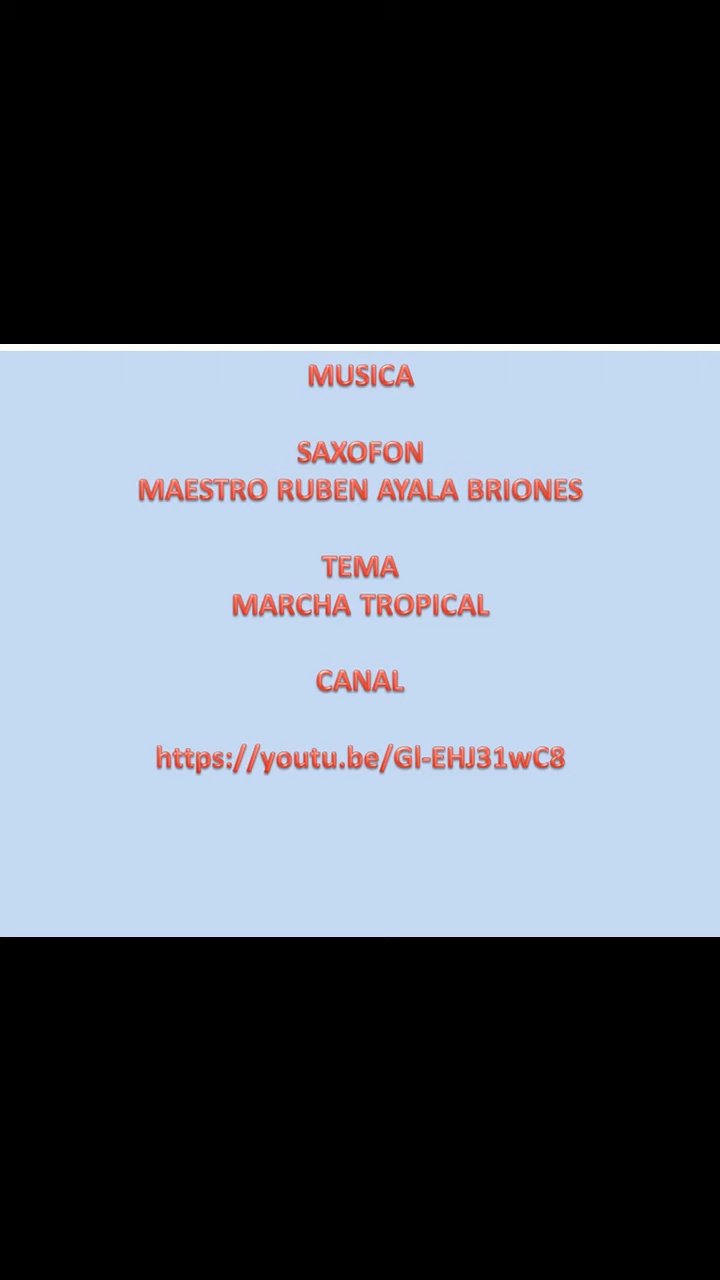 MUSICA
SAXOFON
MAESTRO RUBEN AYALA BRIONES
TEMA
MARCHA TROPICAL
CANAL
https://youtu.be/Gl-EHJ31wC8